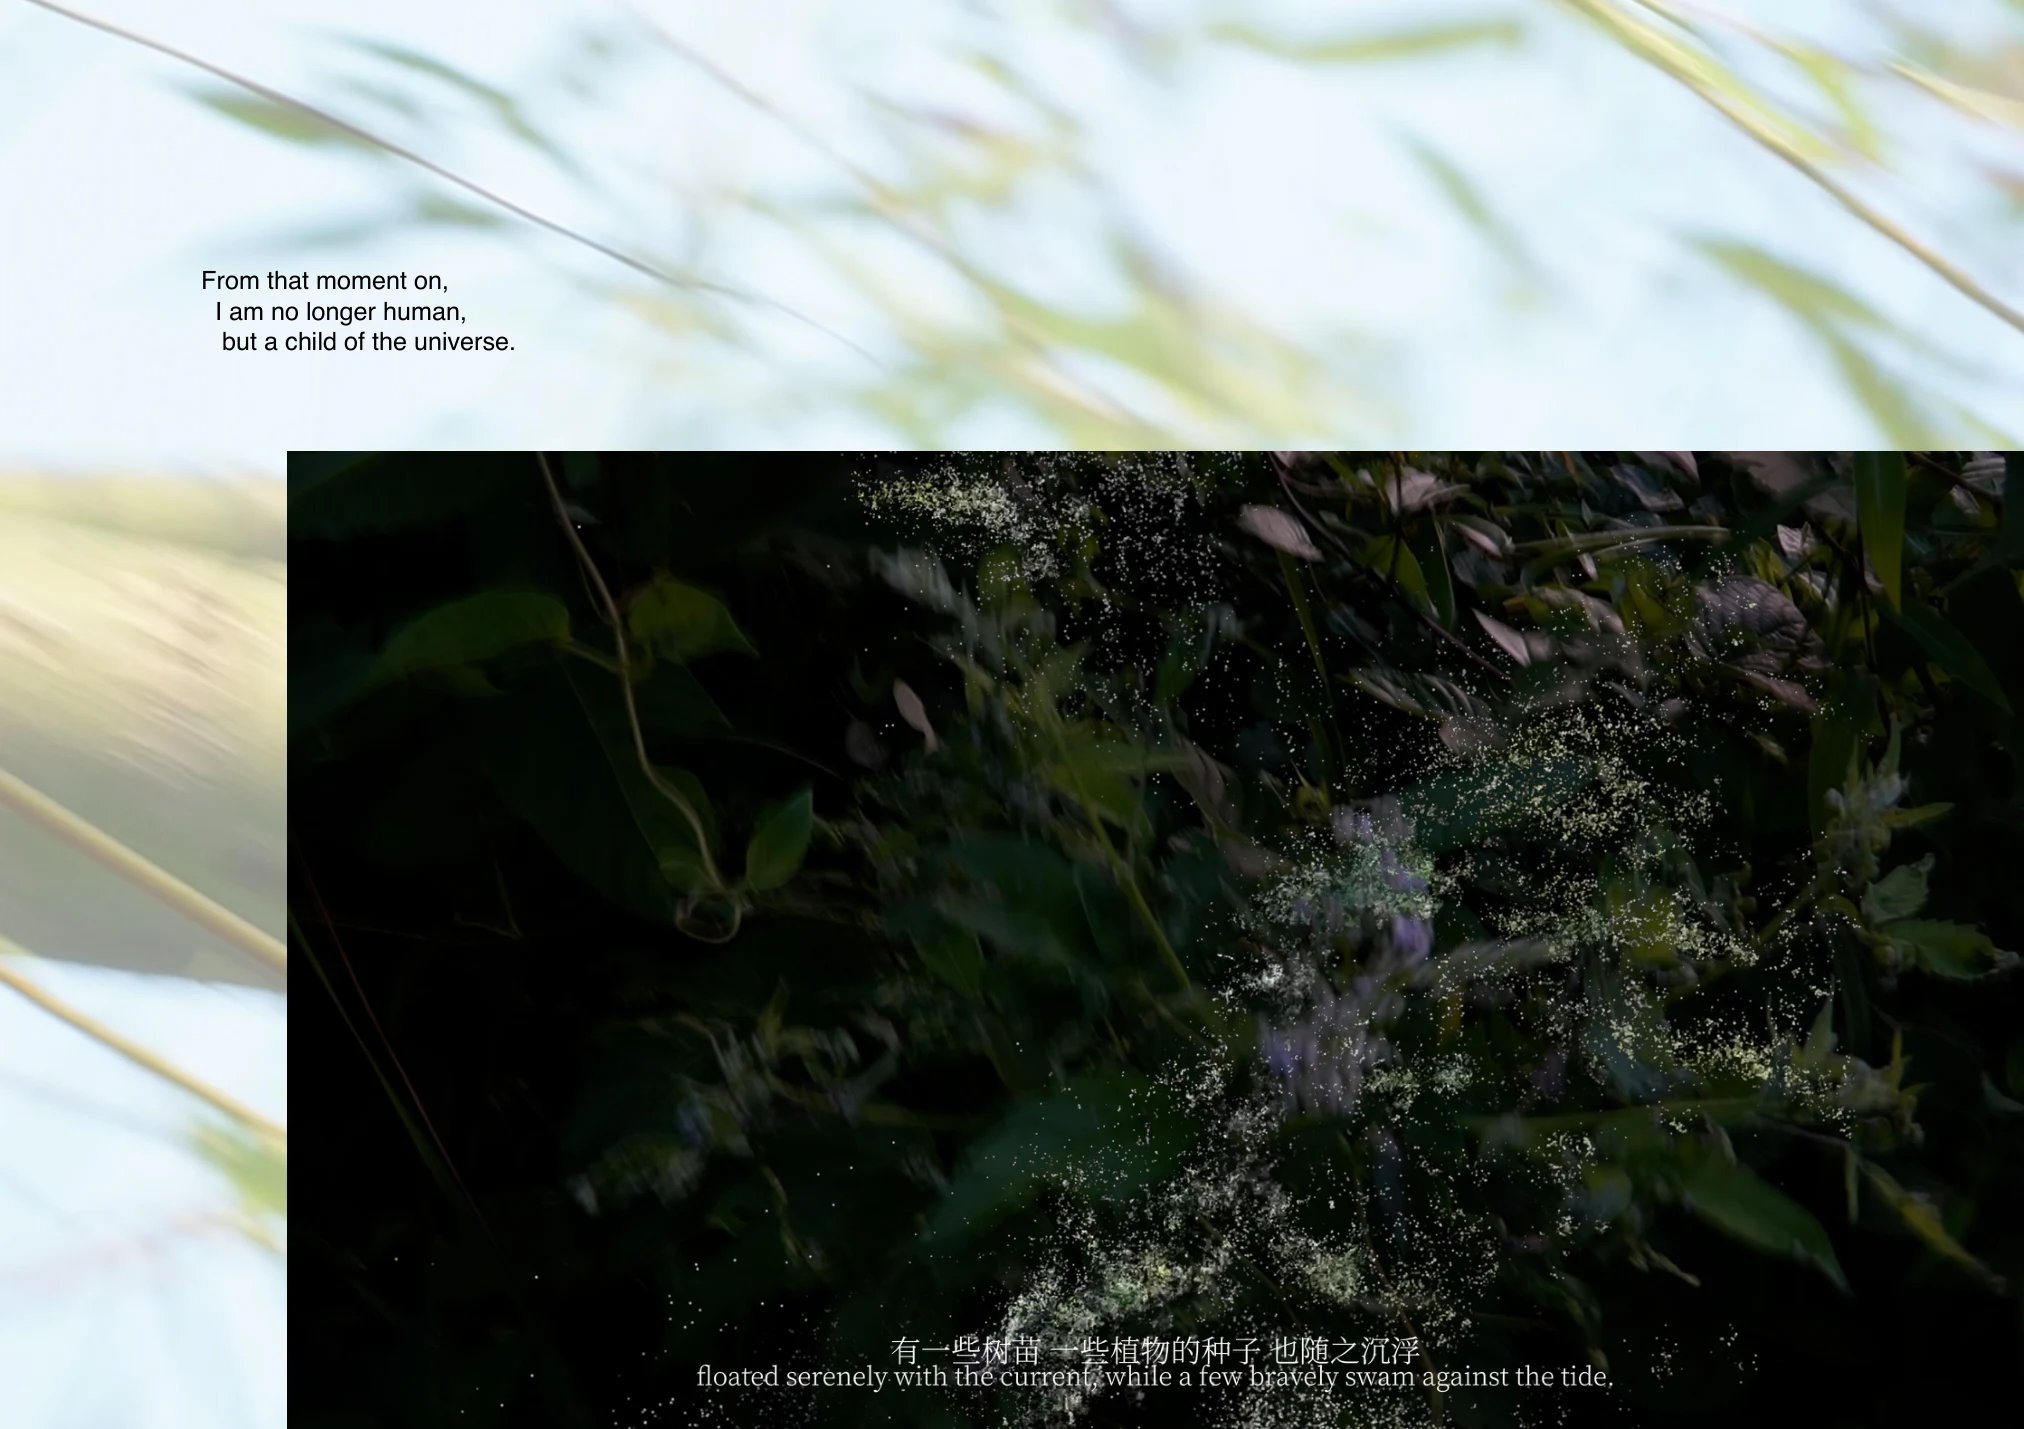 From that moment on,
I am no longer human,
but a child of the universe.
有一些树苗 一些植物的种子 也随之沉浮
floated serenely with the current, while a few bravely swam against the tide.